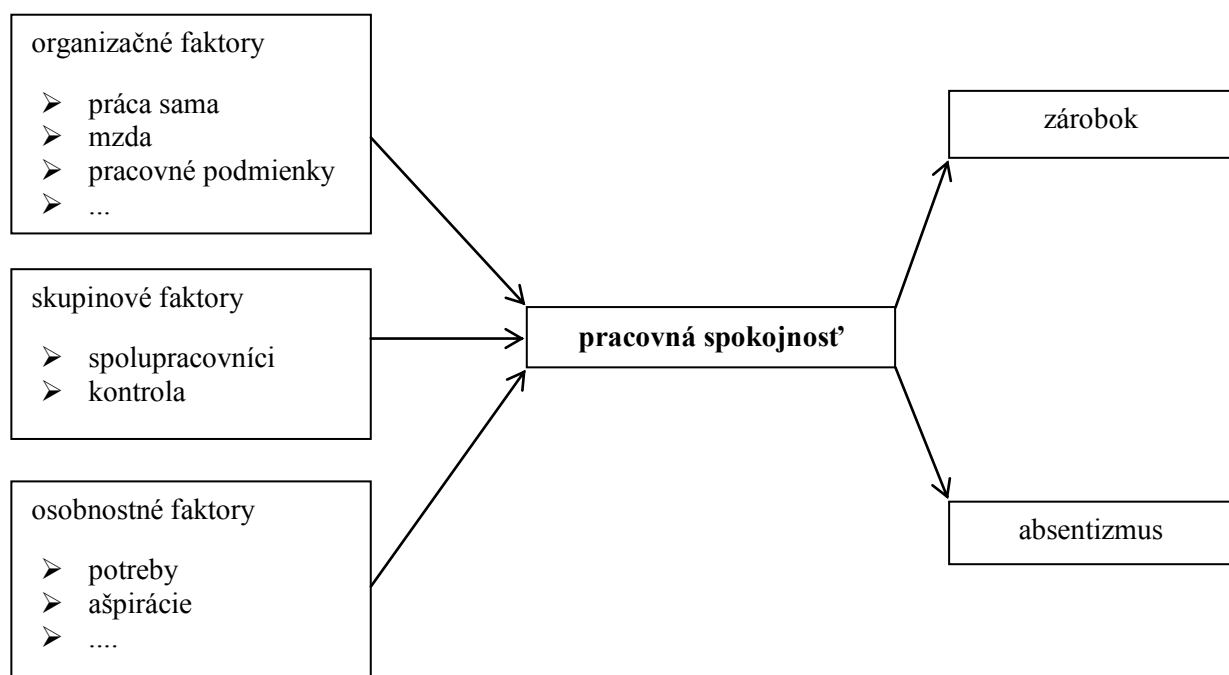 organizačné faktory
➢ práca sama
➢ mzda
➢ pracovné podmienky
➢ ...
skupinové faktory
➢ spolupracovníci
➢ kontrola
osobnostné faktory
➢ potreby
➢ ašpirácie
➢ ....
pracovná spokojnosť
zárobok
absentizmus